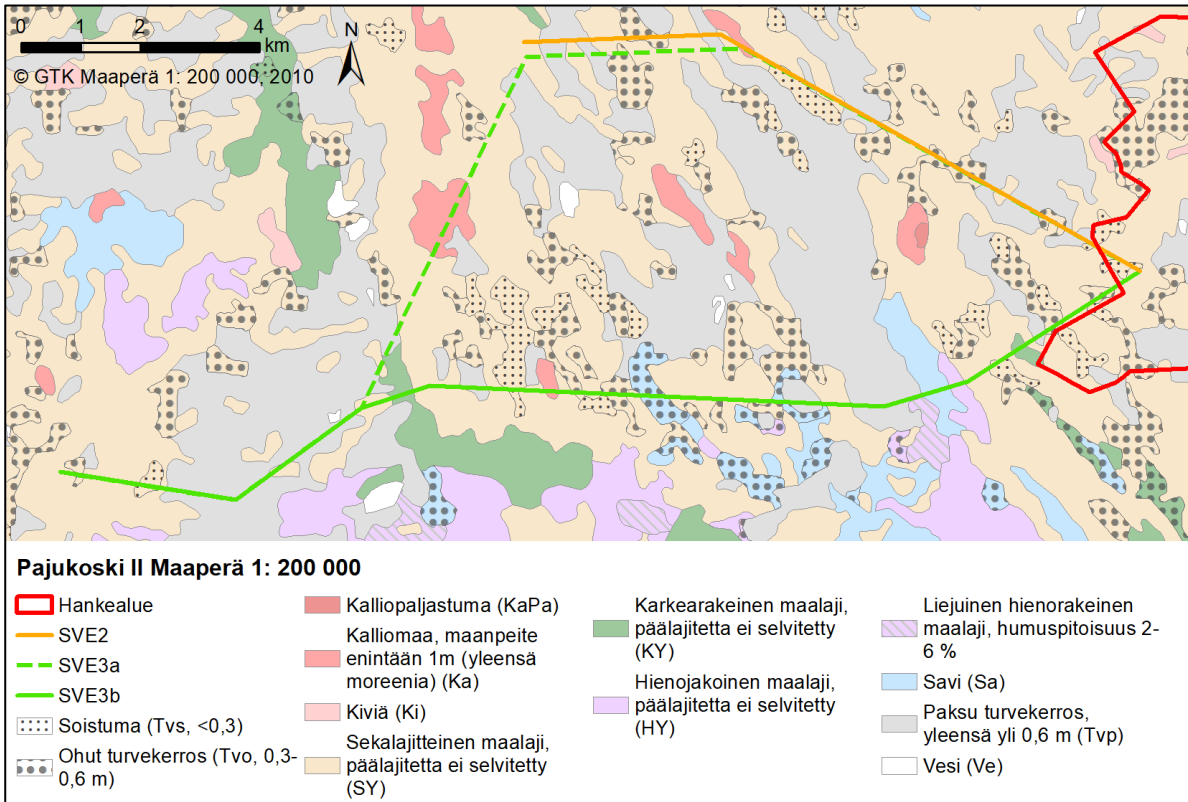 0 1 2 4
km
N
© GTK Maaperä 1: 200 000, 2010
Pajukoski II Maaperä 1: 200 000
Hankealue
SVE2
SVE3a
SVE3b
Soistuma (Tvs, <0,3)
Ohut turvekerros (Tvo, 0,3-
0,6 m)
Kalliopaljastuma (KaPa)
Kalliomaa, maanpeite
enintään 1m (yleensä
moreenia) (Ka)
Kiviä (Ki)
Sekalajitteinen maalaji,
päälajitetta ei selvitetty
(SY)
Karkearakeinen maalaji,
päälajitetta ei selvitetty
(KY)
Hienojakoinen maalaji,
päälajitetta ei selvitetty
(HY)
Liejuinen hienorakeinen
maalaji, humuspitoisuus 2-
6 %
Savi (Sa)
Paksu turvekerros,
yleensä yli 0,6 m (Tvp)
Vesi (Ve)